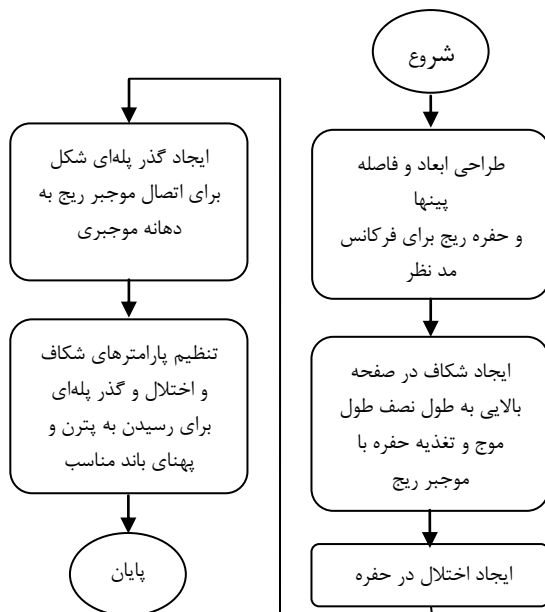 شروع
طراحی ابعاد و فاصله
پینها
و حفره ریج برای فرکانس
مد نظر
ایجاد شکاف در صفحه
بالایی به طول نصف طول
موج و تغذیه حفره با
موجبر ریج
ایجاد اختلال در حفره
ایجاد گذر پله‌ای شکل
برای اتصال موجبر ریج به
دهانه موجبری
تنظیم پارامترهای شکاف
و اختلال و گذر پله‌ای
برای رسیدن به پترن و
پهنای باند مناسب
پایان